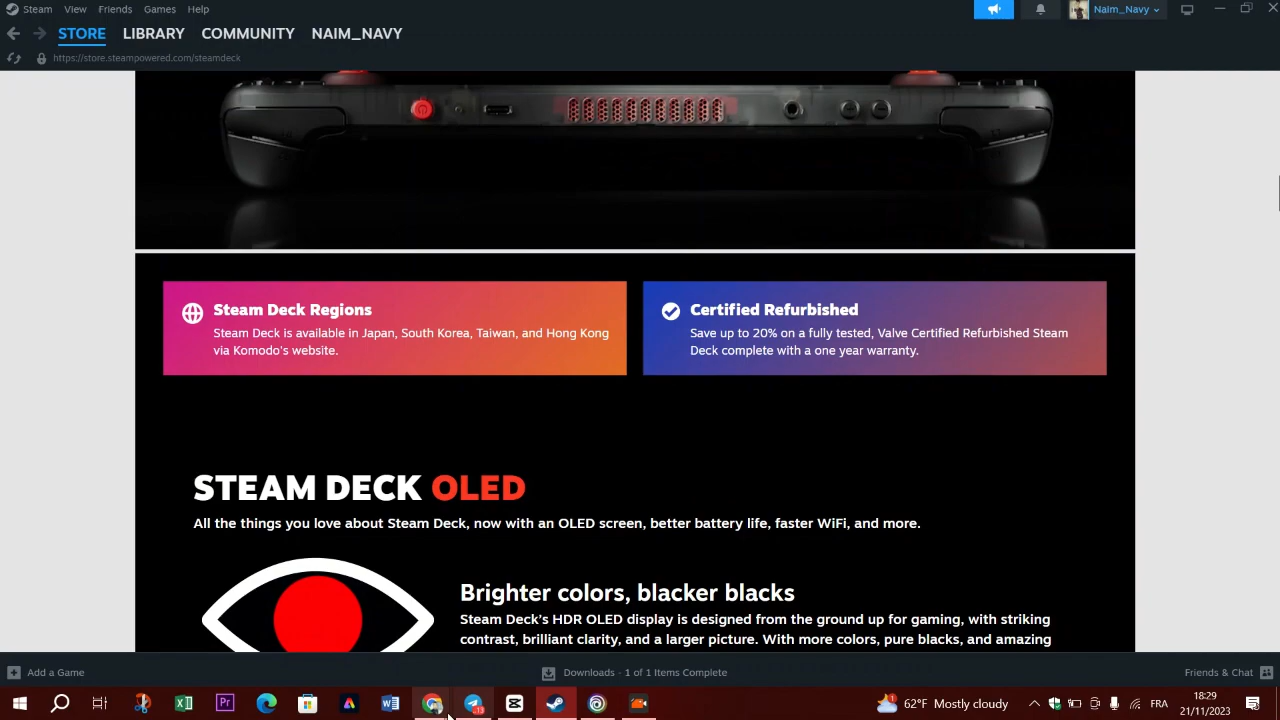 Steam View Friends Games Help
Naim_Navy
STORE LIBRARY COMMUNITY NAIM_NAVY
https://store.steampowered.com/steamdeck
Steam Deck Regions
Steam Deck is available in Japan, South Korea, Taiwan, and Hong Kong
via Komodo's website.
Certified Refurbished
Save up to 20% on a fully tested, Valve Certified Refurbished Steam
Deck complete with a one year warranty.
STEAM DECK OLED
All the things you love about Steam Deck, now with an OLED screen, better battery life, faster WiFi, and more.
Brighter colors, blacker blacks
Steam Deck's HDR OLED display is designed from the ground up for gaming, with striking
contrast, brilliant clarity, and a larger picture. With more colors, pure blacks, and amazing
Add a Game
Downloads - 1 of 1 Items Complete
Friends & Chat
Pr
13
62°F Mostly cloudy
FRA
18:29
21/11/2023